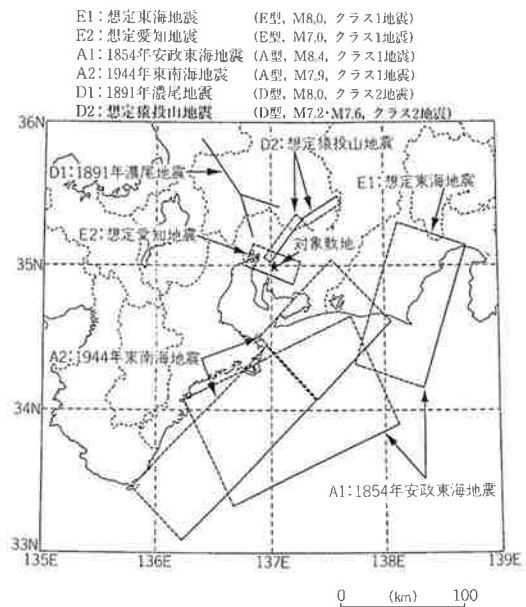 E1：想定東海地震 (E型, M8.0, クラス1地震)
E2：想定愛知地震 (E型, M7.0, クラス1地震)
A1：1854年安政東海地震 (A型, M8.4, クラス1地震)
A2：1944年東南海地震 (A型, M7.9, クラス1地震)
D1：1891年濃尾地震 (D型, M8.0, クラス2地震)
D2：想定猿投山地震 (D型, M7.2・M7.6, クラス2地震)
36N
D2：想定猿投山地震
D1：1891年濃尾地震
E1：想定東海地震
E2：想定愛知地震
対象敷地
35N
A2：1944年東南海地震
34N
A1：1854年安政東海地震
33N
135E 136E 137E 138E 139E
0 (km) 100